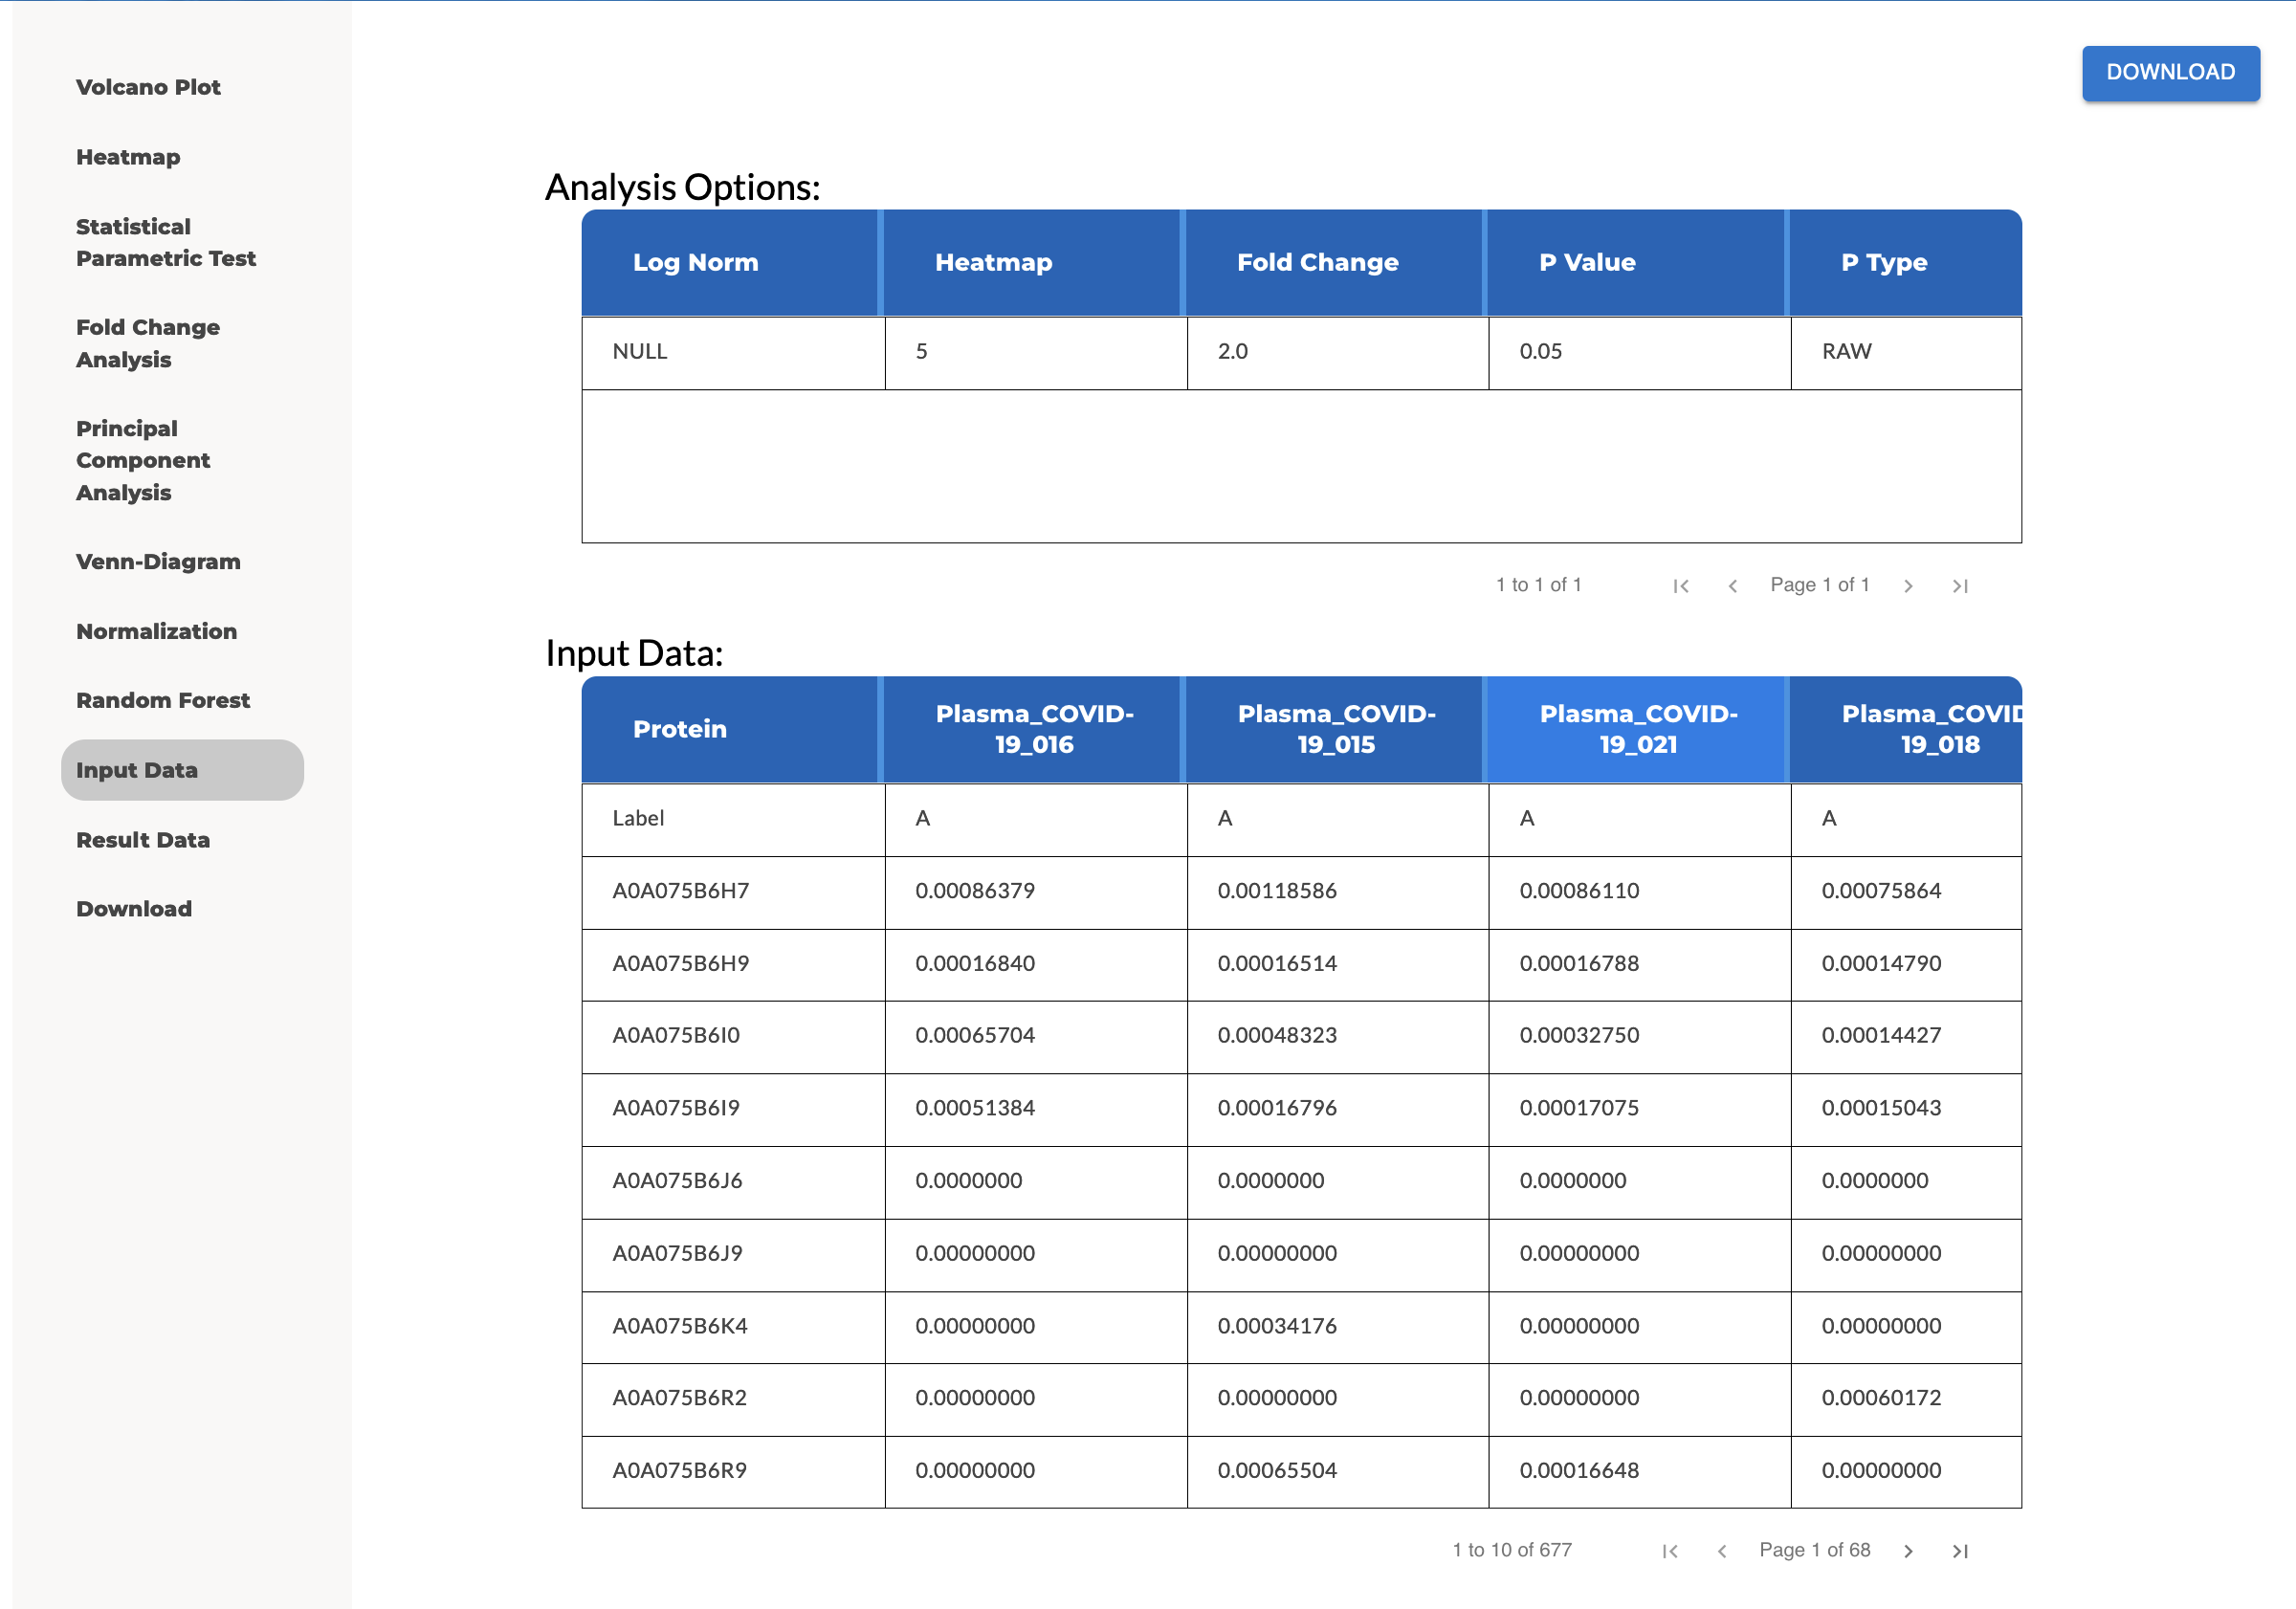 DOWNLOAD
Volcano Plot
Heatmap
Statistical
Parametric Test
Fold Change
Analysis
Principal
Component
Analysis
Venn-Diagram
Normalization
Random Forest
Input Data
Result Data
Download
Analysis Options:
Log Norm Heatmap Fold Change P Value P Type
NULL 5 2.0 0.05 RAW
1 to 1 of 1 Page 1 of 1
Input Data:
Protein Plasma_COVID-19_016 Plasma_COVID-19_015 Plasma_COVID-19_021 Plasma_COVID 19_018
Label A A A A
A0A075B6H7 0.00086379 0.00118586 0.00086110 0.00075864
A0A075B6H9 0.00016840 0.00016514 0.00016788 0.00014790
A0A075B6I0 0.00065704 0.00048323 0.00032750 0.00014427
A0A075B6I9 0.00051384 0.00016796 0.00017075 0.00015043
A0A075B6J6 0.0000000 0.0000000 0.0000000 0.0000000
A0A075B6J9 0.00000000 0.00000000 0.00000000 0.00000000
A0A075B6K4 0.00000000 0.00034176 0.00000000 0.00000000
A0A075B6R2 0.00000000 0.00000000 0.00000000 0.00060172
A0A075B6R9 0.00000000 0.00065504 0.00016648 0.00000000
1 to 10 of 677 Page 1 of 68